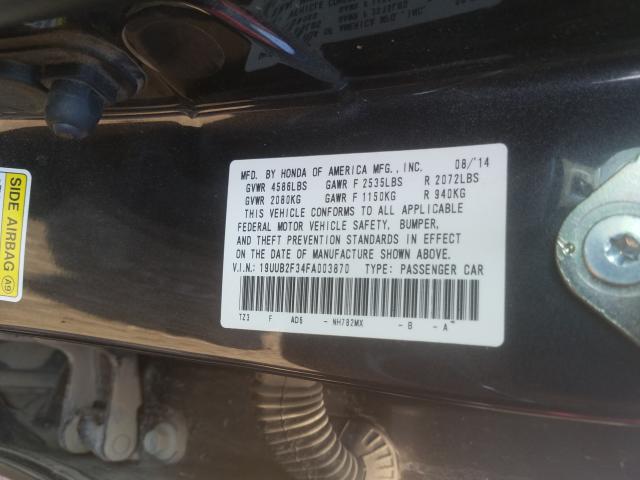 MFD. BY HONDA OF AMERICA MFG., INC. 08/'14
GVWR 4586LBS GAWR F 2535LBS R 2072LBS
GVWR 2080KG GAWR F 1150KG R 940KG
THIS VEHICLE CONFORMS TO ALL APPLICABLE
FEDERAL MOTOR VEHICLE SAFETY, BUMPER,
AND THEFT PREVENTION STANDARDS IN EFFECT
ON THE DATE OF MANUFACTURE SHOWN ABOVE.
V.I.N.: 19UUB2F34FA003870 TYPE: PASSENGER CAR
TZ3 F AD6 - NH782MX - B - A
SIDE AIRBAG
A9